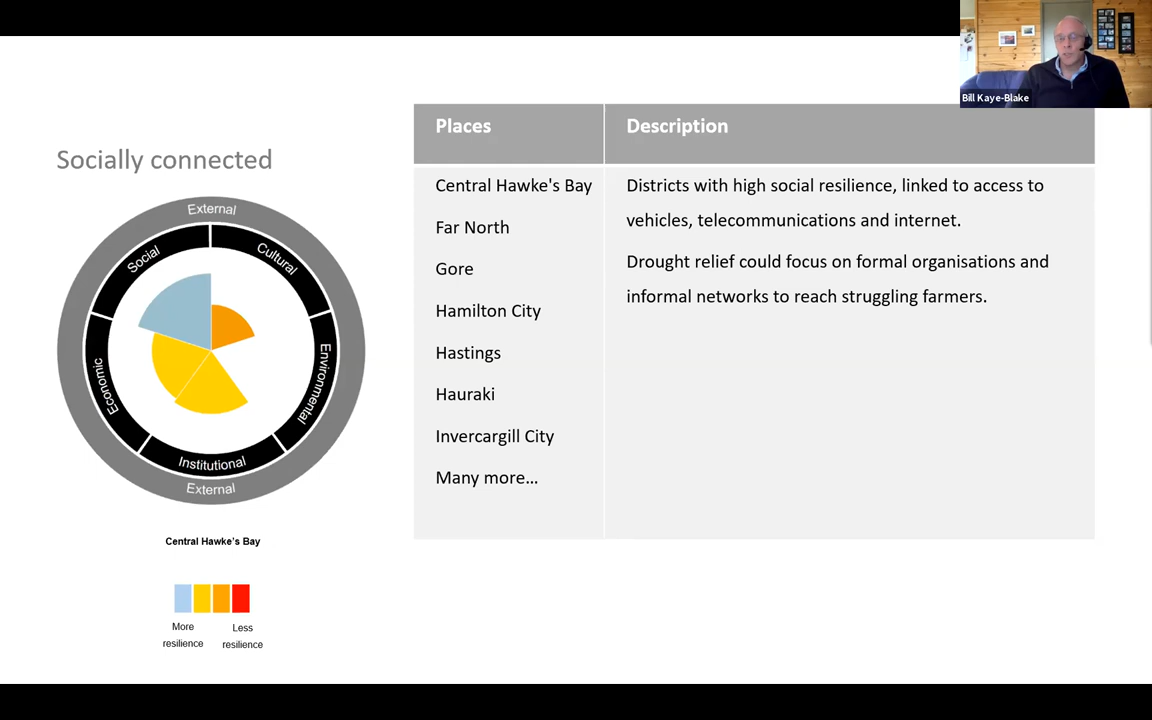 Bill Kaye-Blake
Socially connected
External
Social
Cultural
Economic
Environmental
Institutional
External
Central Hawke's Bay
More resilience
Less resilience
Places
Description
Central Hawke's Bay
Far North
Gore
Hamilton City
Hastings
Hauraki
Invercargill City
Many more...
Districts with high social resilience, linked to access to
vehicles, telecommunications and internet.
Drought relief could focus on formal organisations and
informal networks to reach struggling farmers.